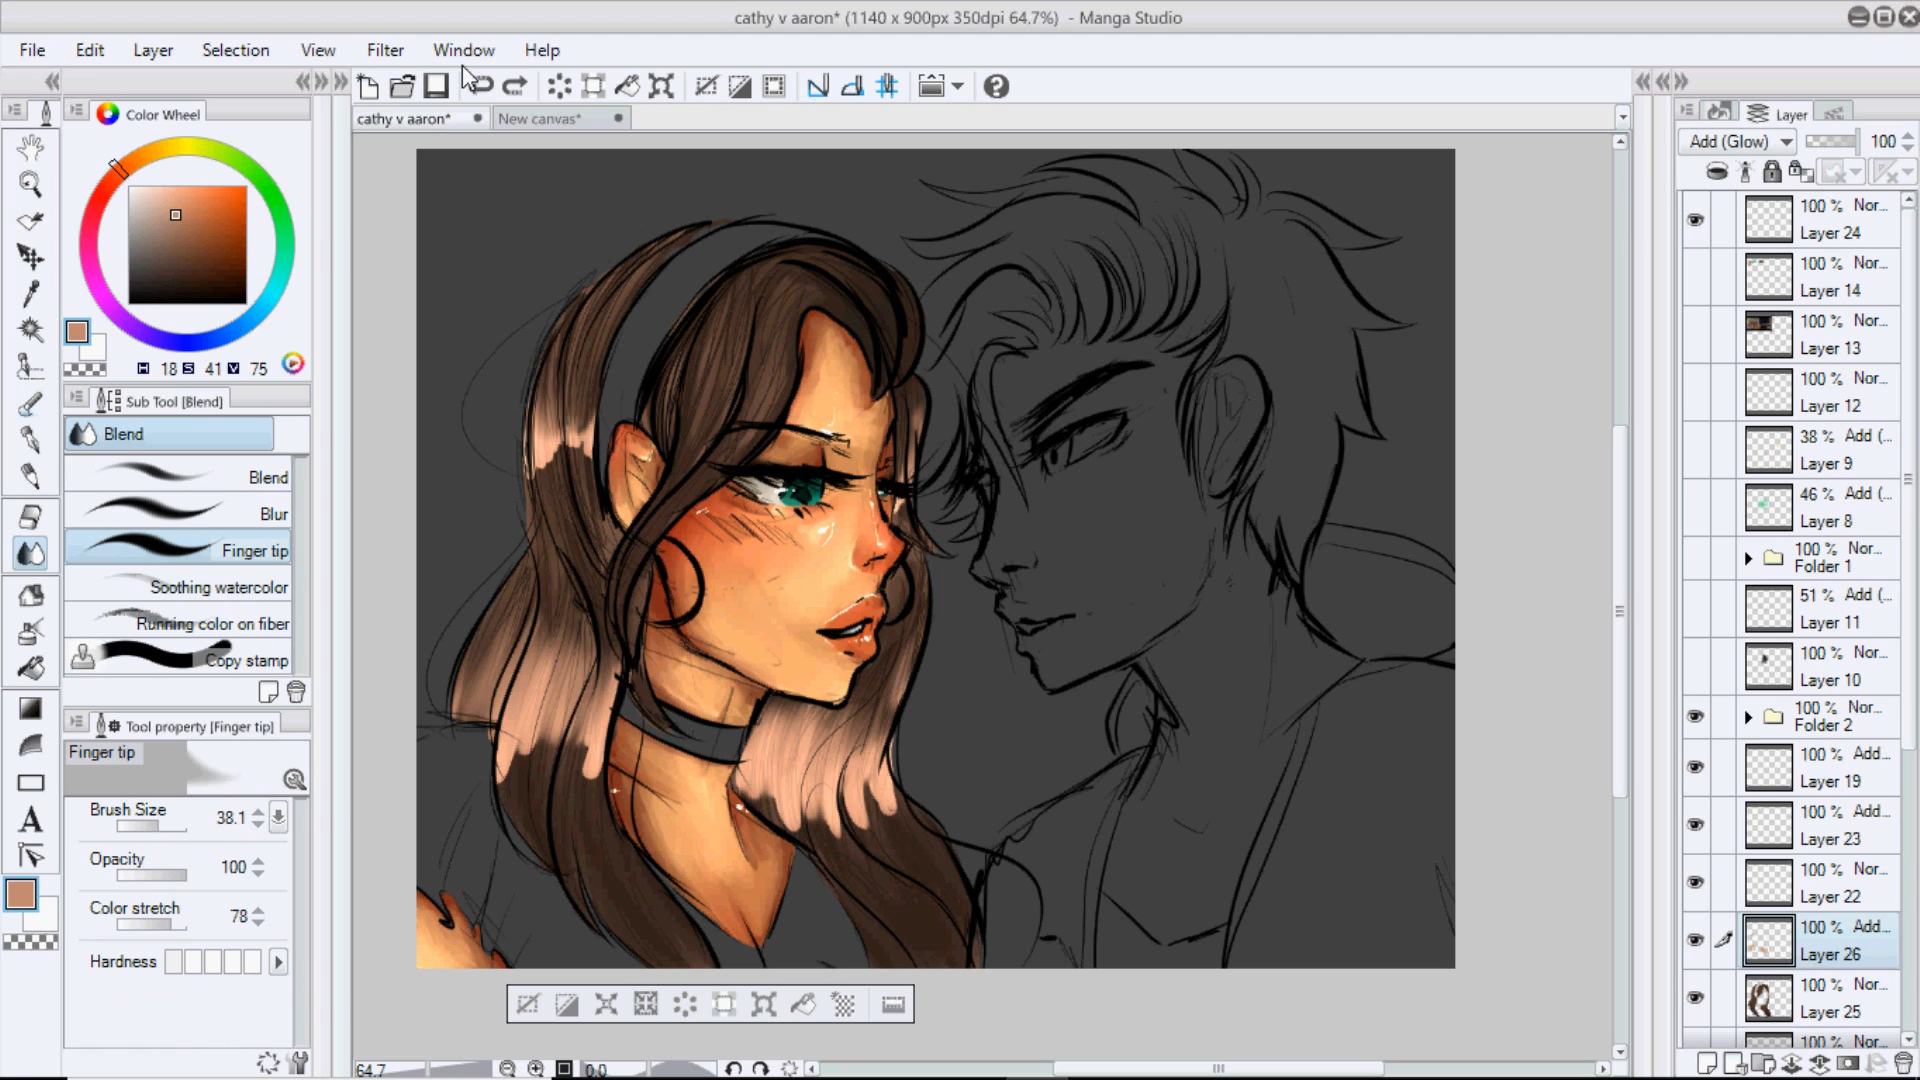 cathy v aaron* (1140 x 900px 350dpi 64.7%) - Manga Studio
File Edit Layer Selection View Filter Window Help
Color Wheel
cathy v aaron* New canvas*
Layer
Add (Glow) 100
H 18 S 41 V 75
Sub Tool [Blend]
Blend
Blend
Blur
Finger tip
Soothing watercolor
Running color on fiber
Copy stamp
Tool property [Finger tip]
Finger tip
Brush Size 38.1
Opacity 100
Color stretch 78
Hardness
A
64.7 0.0
100 % Nor...
Layer 24
100 % Nor...
Layer 14
100 % Nor...
Layer 13
100 % Nor...
Layer 12
38 % Add (...
Layer 9
46 % Add (...
Layer 8
100 % Nor...
Folder 1
51 % Add (...
Layer 11
100 % Nor...
Layer 10
100 % Nor...
Folder 2
100 % Add...
Layer 19
100 % Add...
Layer 23
100 % Nor...
Layer 22
100 % Add...
Layer 26
100 % Nor...
Layer 25
100 % Nor...